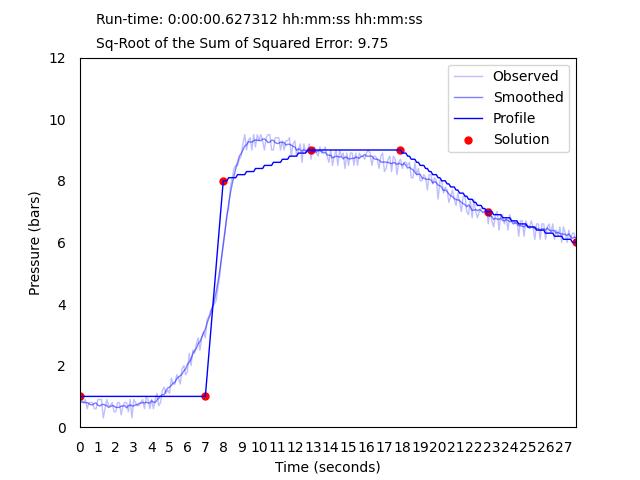 Run-time: 0:00:00.627312 hh:mm:ss hh:mm:ss
Sq-Root of the Sum of Squared Error: 9.75
12
10
8
6
4
2
0
Pressure (bars)
Observed
Smoothed
Profile
Solution
0 1 2 3 4 5 6 7 8 9 10 11 12 13 14 15 16 17 18 19 20 21 22 23 24 25 26 27
Time (seconds)